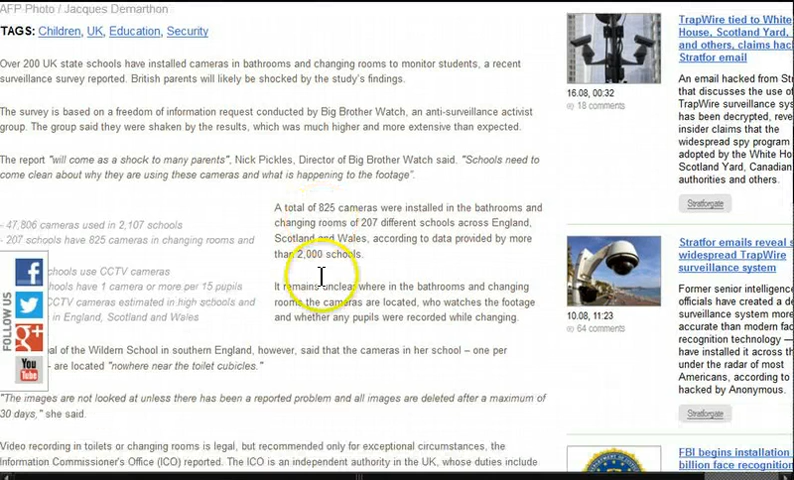 AFP Photo / Jacques Demarthon
TAGS: Children, UK, Education, Security
Over 200 UK state schools have installed cameras in bathrooms and changing rooms to monitor students, a recent
surveillance survey reported. British parents will likely be shocked by the study's findings.
The survey is based on a freedom of information request conducted by Big Brother Watch, an anti-surveillance activist
group. The group said they were shaken by the results, which was much higher and more extensive than expected.
The report "will come as a shock to many parents", Nick Pickles, Director of Big Brother Watch said. "Schools need to
come clean about why they are using these cameras and what is happening to the footage".
- 47,806 cameras used in 2,107 schools
- 207 schools have 825 cameras in changing rooms and
chools use CCTV cameras
chools have 1 camera or more per 15 pupils
CCTV cameras estimated in high schools and
in England, Scotland and Wales
A total of 825 cameras were installed in the bathrooms and
changing rooms of 207 different schools across England,
Scotland and Wales, according to data provided by more
than 2,000 schools.
It remains unclear where in the bathrooms and changing
rooms the cameras are located, who watches the footage
and whether any pupils were recorded while changing.
al of the Wildern School in southern England, however, said that the cameras in her school – one per
- are located "nowhere near the toilet cubicles."
"The images are not looked at unless there has been a reported problem and all images are deleted after a maximum of
30 days," she said.
Video recording in toilets or changing rooms is legal, but recommended only for exceptional circumstances, the
Information Commissioner's Office (ICO) reported. The ICO is an independent authority in the UK, whose duties include
FOLLOW US
You
Tube
TrapWire tied to White
House, Scotland Yard,
and others, claims hac
Stratfor email
16.08, 00:32
18 comments
An email hacked from Str
that discusses the use of
TrapWire surveillance sys
has been decrypted, reve
insider claims that the
widespread spy program
adopted by the White Ho
Scotland Yard, Canadian
authorities and others.
Stratforgate
Stratfor emails reveal s
widespread TrapWire
surveillance system
10.08, 11:23
64 comments
Former senior intelligence
officials have created a de
surveillance system more
accurate than modern fac
recognition technology —
have installed it across th
under the radar of most
Americans, according to
hacked by Anonymous.
Stratforgate
FBI begins installation
billion face recognition